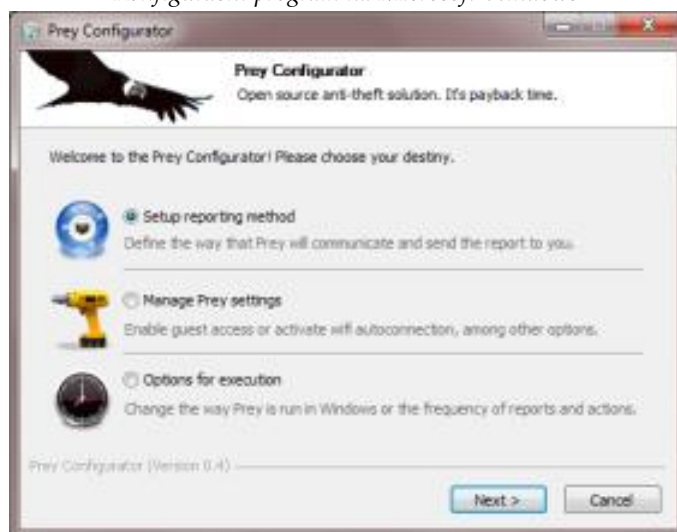 Prey Configurator
Prey Configurator
Open source anti-theft solution. It's payback time.
Welcome to the Prey Configurator! Please choose your destiny.
Setup reporting method
Define the way that Prey will communicate and send the report to you.
Manage Prey settings
Enable guest access or activate wifi autoconnection, among other options.
Options for execution
Change the way Prey is run in Windows or the frequency of reports and actions.
Prey Configurator (Version 0.4)
Next >
Cancel